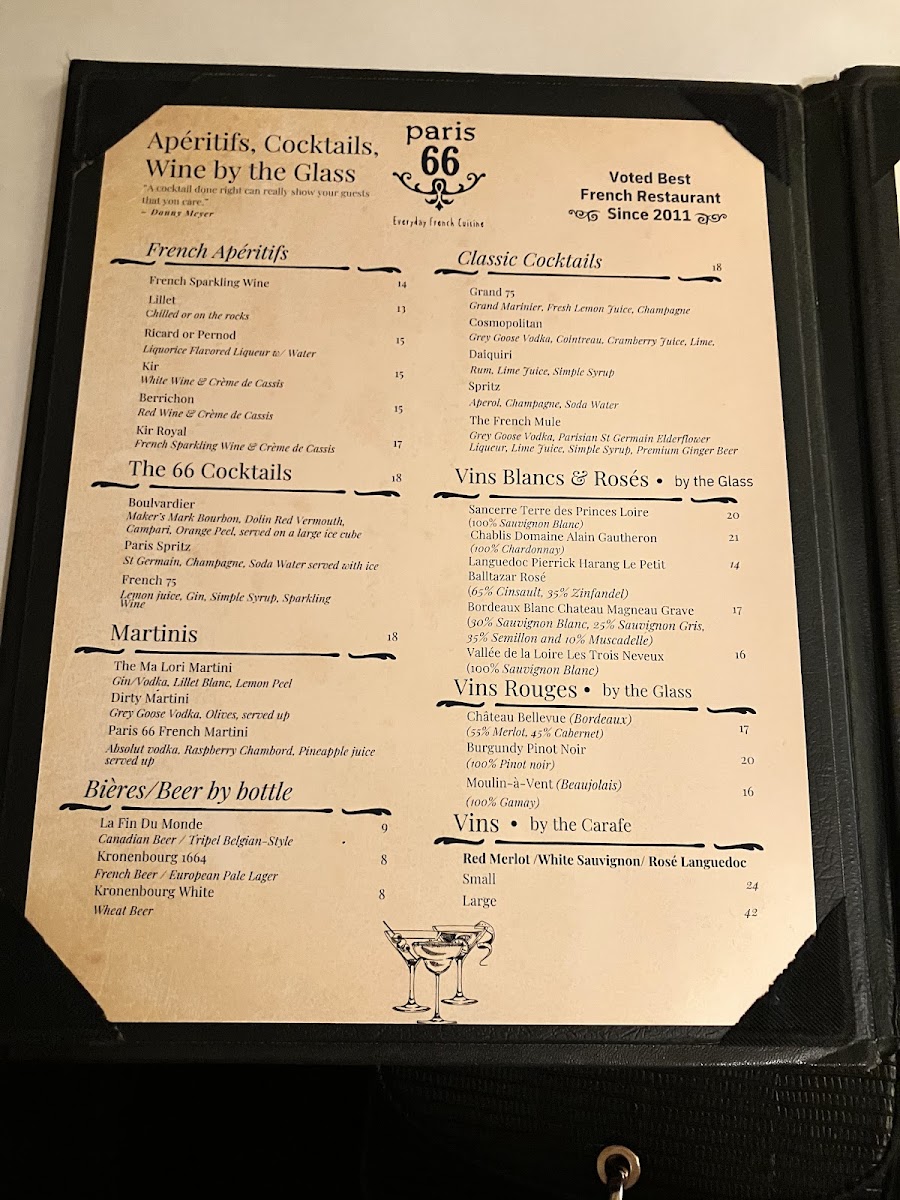 Apéritifs, Cocktails,
Wine by the Glass
"A cocktail done right can really show your guests
that you care."
~ Danny Meyer
paris
66
Everyday French Cuisine
Voted Best
French Restaurant
Since 2011
French Apéritifs
French Sparkling Wine 14
Lillet 13
Chilled or on the rocks
Ricard or Pernod 15
Liquorice Flavored Liqueur w/ Water
Kir 15
White Wine & Crème de Cassis
Berrichon 15
Red Wine & Crème de Cassis
Kir Royal 17
French Sparkling Wine & Crème de Cassis
The 66 Cocktails 18
Boulvardier
Maker's Mark Bourbon, Dolin Red Vermouth,
Campari, Orange Peel, served on a large ice cube
Paris Spritz
St Germain, Champagne, Soda Water served with ice
French 75
Lemon juice, Gin, Simple Syrup, Sparkling
Wine
Martinis 18
The Ma Lori Martini
Gin/Vodka, Lillet Blanc, Lemon Peel
Dirty Martini
Grey Goose Vodka, Olives, served up
Paris 66 French Martini
Absolut vodka, Raspberry Chambord, Pineapple juice
served up
Bières/Beer by bottle
La Fin Du Monde 9
Canadian Beer / Tripel Belgian-Style
Kronenbourg 1664 8
French Beer / European Pale Lager
Kronenbourg White 8
Wheat Beer
Classic Cocktails 18
Grand 75
Grand Marinier, Fresh Lemon Juice, Champagne
Cosmopolitan
Grey Goose Vodka, Cointreau, Cramberry Juice, Lime,
Daiquiri
Rum, Lime Juice, Simple Syrup
Spritz
Aperol, Champagne, Soda Water
The French Mule
Grey Goose Vodka, Parisian St Germain Elderflower
Liqueur, Lime Juice, Simple Syrup, Premium Ginger Beer
Vins Blancs & Rosés • by the Glass
Sancerre Terre des Princes Loire 20
(100% Sauvignon Blanc)
Chablis Domaine Alain Gautheron 21
(100% Chardonnay)
Languedoc Pierrick Harang Le Petit 14
Balltazar Rosé
(65% Cinsault, 35% Zinfandel)
Bordeaux Blanc Chateau Magneau Grave 17
(30% Sauvignon Blanc, 25% Sauvignon Gris,
35% Semillon and 10% Muscadelle)
Vallée de la Loire Les Trois Neveux 16
(100% Sauvignon Blanc)
Vins Rouges • by the Glass
Château Bellevue (Bordeaux) 17
(55% Merlot, 45% Cabernet)
Burgundy Pinot Noir 20
(100% Pinot noir)
Moulin-à-Vent (Beaujolais) 16
(100% Gamay)
Vins • by the Carafe
Red Merlot /White Sauvignon/ Rosé Languedoc
Small 24
Large 42